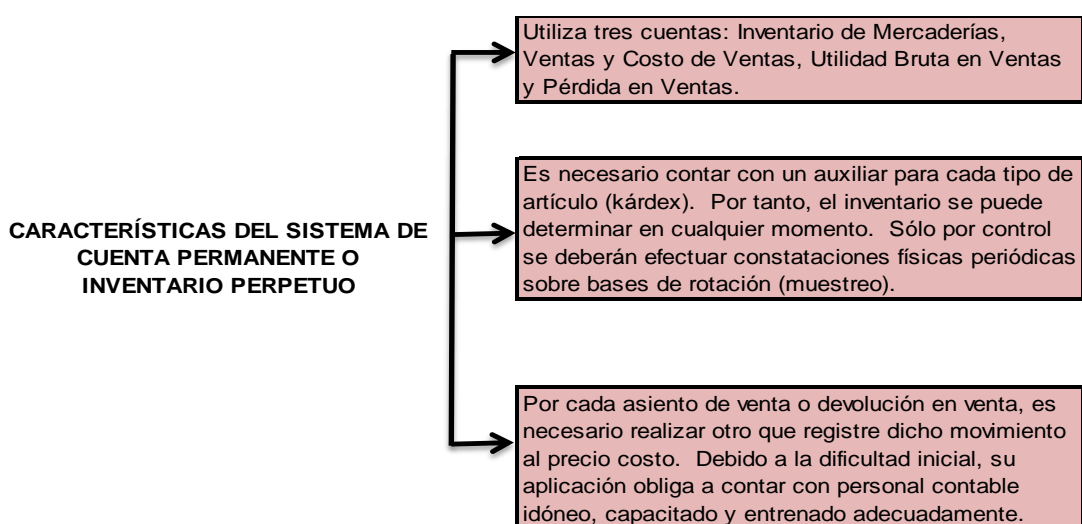 CARACTERÍSTICAS DEL SISTEMA DE
CUENTA PERMANENTE O
INVENTARIO PERPETUO
Utiliza tres cuentas: Inventario de Mercaderías,
Ventas y Costo de Ventas, Utilidad Bruta en Ventas
y Pérdida en Ventas.
Es necesario contar con un auxiliar para cada tipo de
artículo (kárdex). Por tanto, el inventario se puede
determinar en cualquier momento. Sólo por control
se deberán efectuar constataciones físicas periódicas
sobre bases de rotación (muestreo).
Por cada asiento de venta o devolución en venta, es
necesario realizar otro que registre dicho movimiento
al precio costo. Debido a la dificultad inicial, su
aplicación obliga a contar con personal contable
idóneo, capacitado y entrenado adecuadamente.